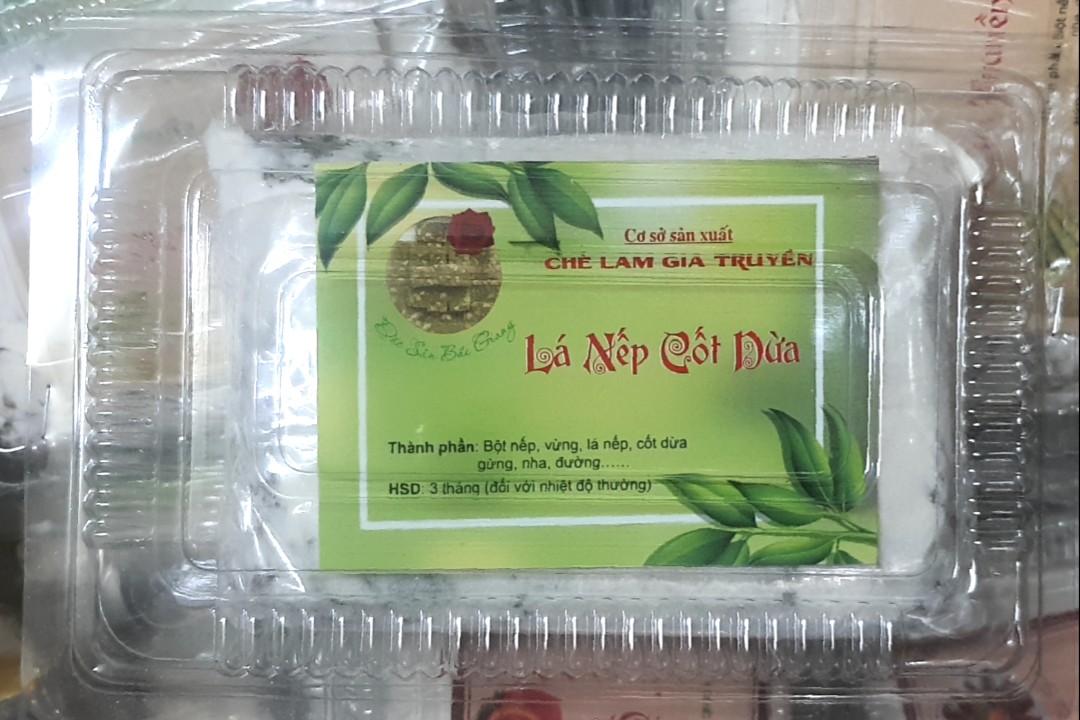 Cơ sở sản xuất
CHÈ LAM GIA TRUYỀN
Đặc Sản Bắc Giang
Lá Nếp Cốt Dừa
Thành phần: Bột nếp, vừng, lá nếp, cốt dừa
gừng, nha, đường......
HSD: 3 tháng (đối với nhiệt độ thường)